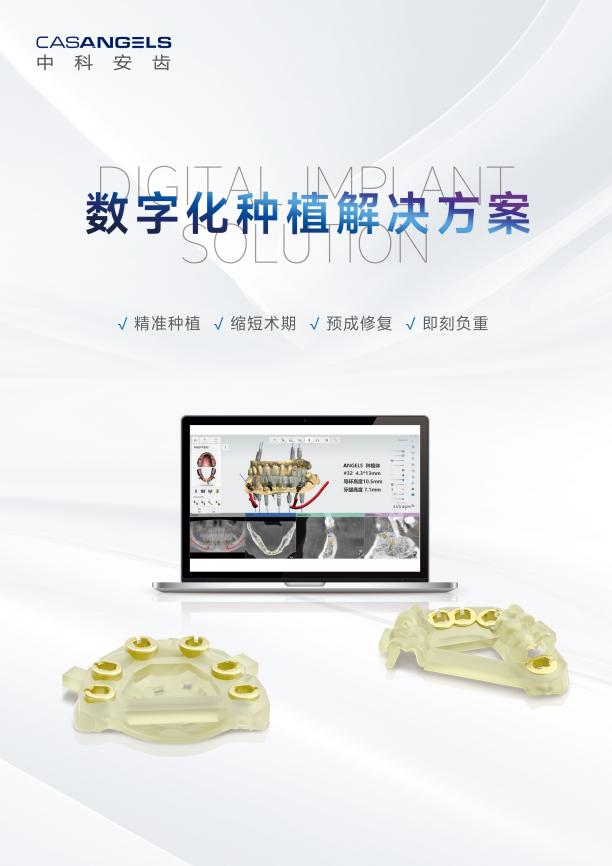 CASANGELS
中科安齿
DIGITAL IMPLANT
数字化种植解决方案
SOLUTION
√ 精准种植 √ 缩短术期 √ 预成修复 √ 即刻负重
ANGELS 种植体
#32 4.3*13mm
导环高度10.5mm
牙龈高度 7.1mm
3shape